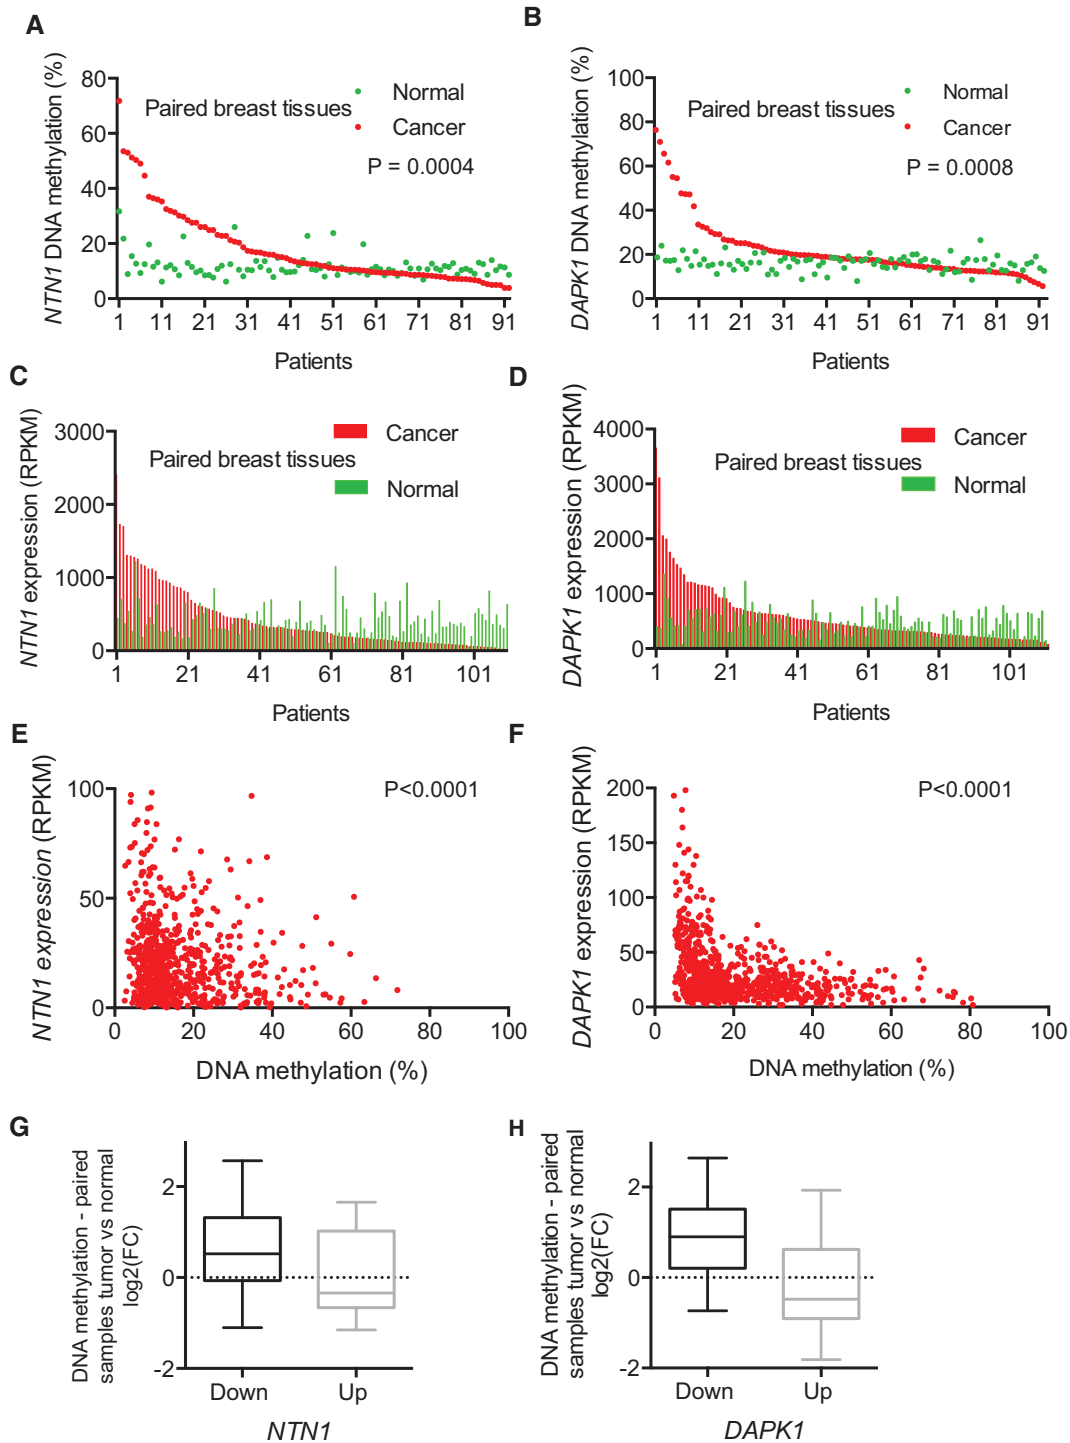 A
NTN1 DNA methylation (%)
80
60
40
20
0
Paired breast tissues
Normal
Cancer
P = 0.0004
1 11 21 31 41 51 61 71 81 91
Patients
B
DAPK1 DNA methylation (%)
100
80
60
40
20
0
Paired breast tissues
Normal
Cancer
P = 0.0008
1 11 21 31 41 51 61 71 81 91
Patients
C
NTN1 expression (RPKM)
3000
2000
1000
0
Paired breast tissues
Cancer
Normal
1 21 41 61 81 101
Patients
D
DAPK1 expression (RPKM)
4000
3000
2000
1000
0
Paired breast tissues
Cancer
Normal
1 21 41 61 81 101
Patients
E
NTN1 expression (RPKM)
100
50
0
P<0.0001
0 20 40 60 80 100
DNA methylation (%)
F
DAPK1 expression (RPKM)
200
150
100
50
0
P<0.0001
0 20 40 60 80 100
DNA methylation (%)
G
DNA methylation - paired
samples tumor vs normal
log2(FC)
2
0
-2
Down Up
NTN1
H
DNA methylation - paired
samples tumor vs normal
log2(FC)
2
0
-2
Down Up
DAPK1